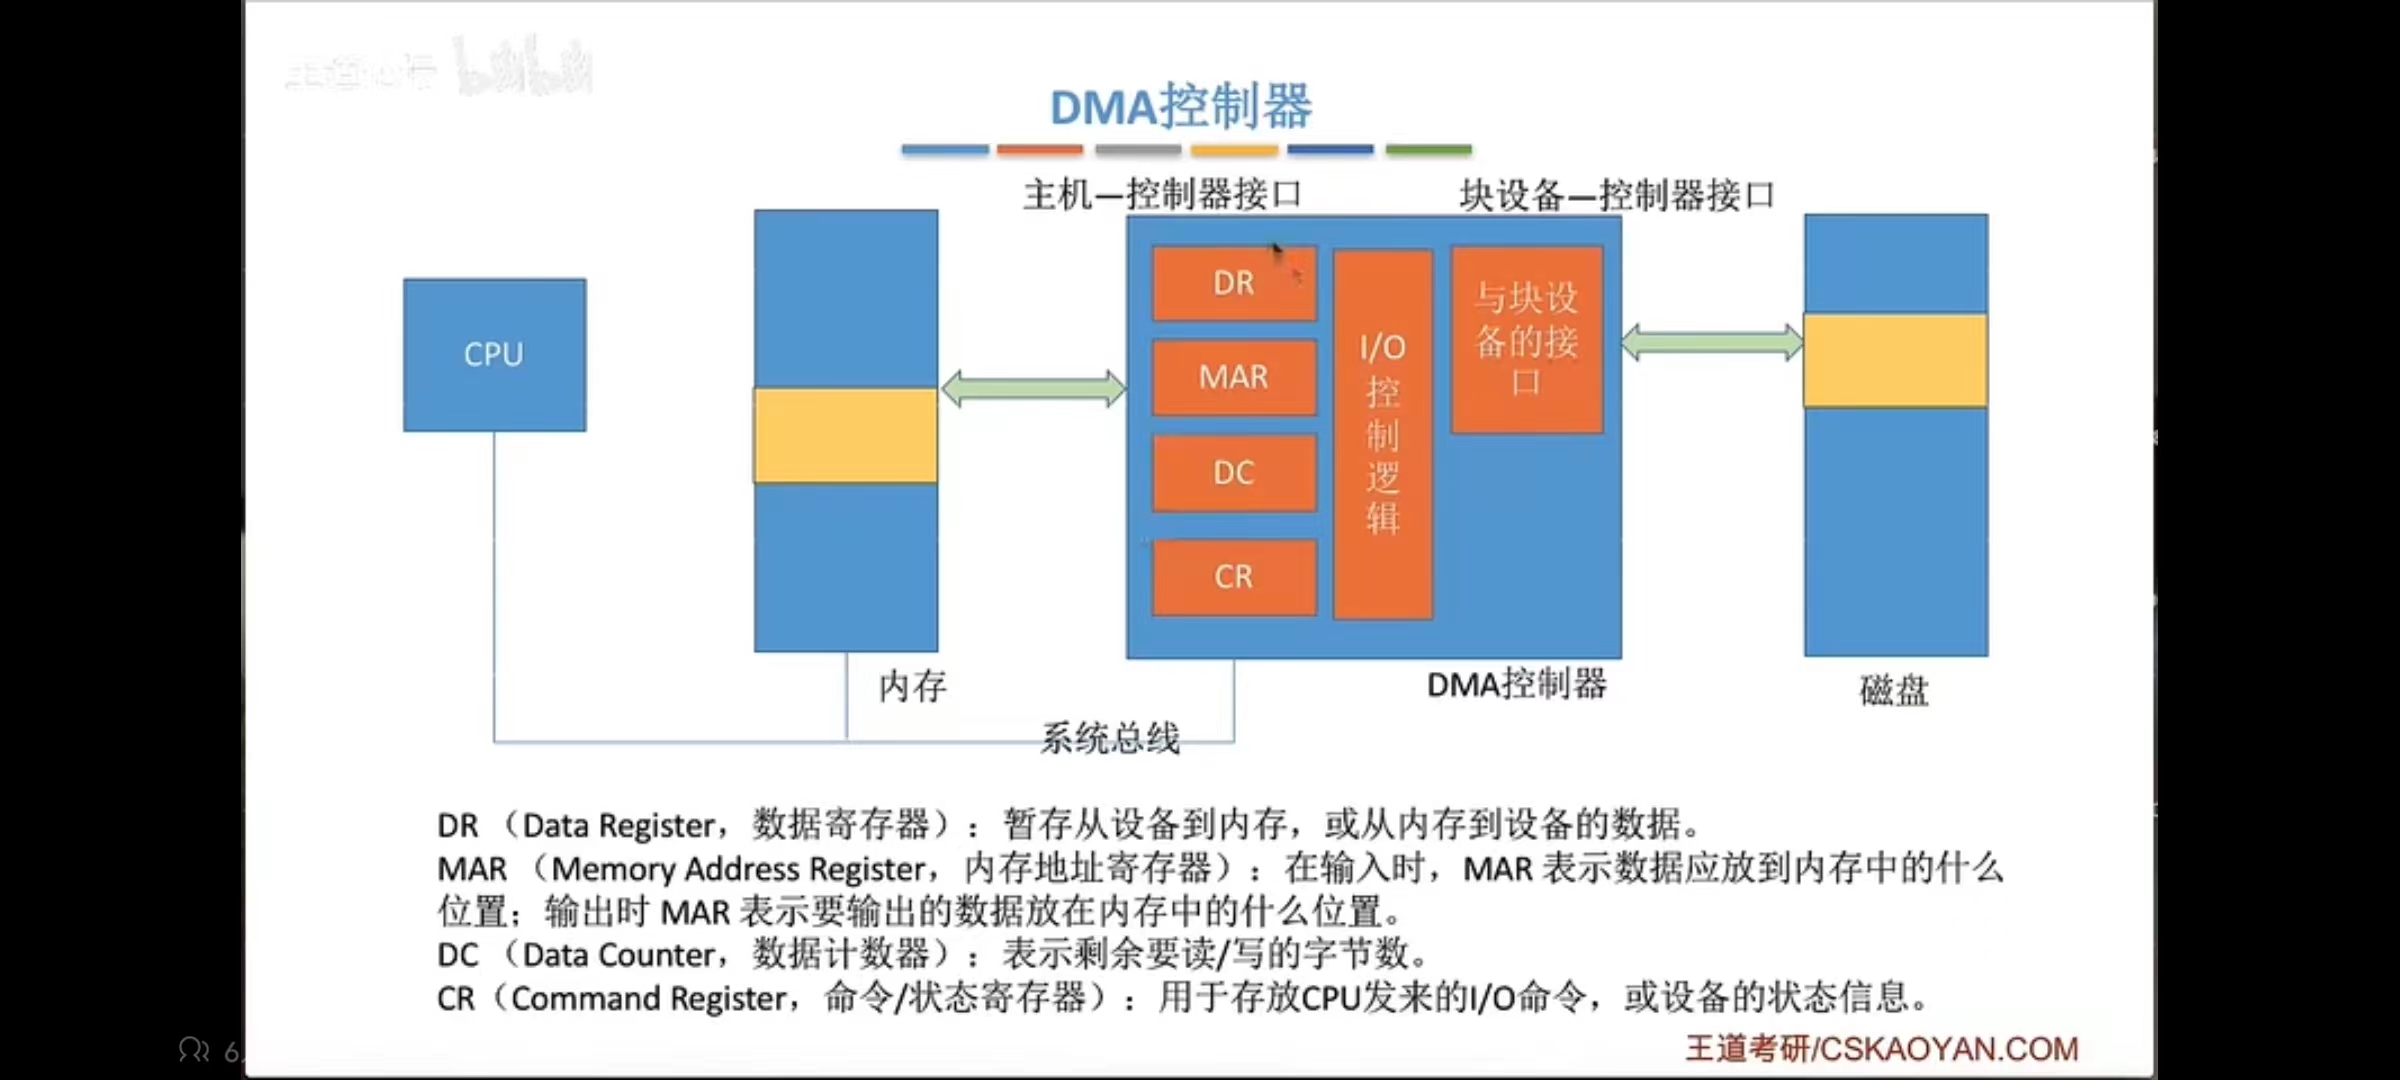 DMA控制器
主机—控制器接口
块设备—控制器接口
CPU
DR
MAR
DC
CR
I/O
控
制
逻
辑
与块设
备的接
口
内存
DMA控制器
磁盘
系统总线
DR （Data Register，数据寄存器）：暂存从设备到内存，或从内存到设备的数据。
MAR （Memory Address Register，内存地址寄存器）：在输入时，MAR 表示数据应放到内存中的什么
位置；输出时 MAR 表示要输出的数据放在内存中的什么位置。
DC （Data Counter，数据计数器）：表示剩余要读/写的字节数。
CR（Command Register，命令/状态寄存器）：用于存放CPU发来的I/O命令，或设备的状态信息。
王道考研/CSKAOYAN.COM